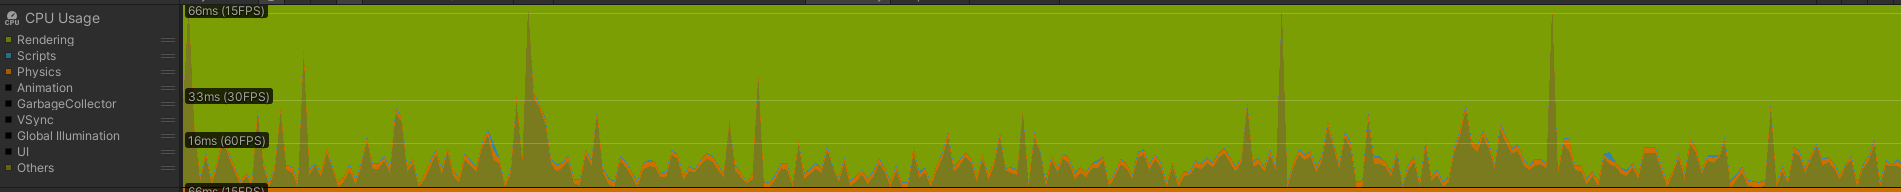 66ms (15FPS)
CPU Usage
CPU
Rendering
Scripts
Physics
Animation
33ms (30FPS)
GarbageCollector
VSync
Global Illumination
16ms (60FPS)
UI
Others
66ms (15FPS)